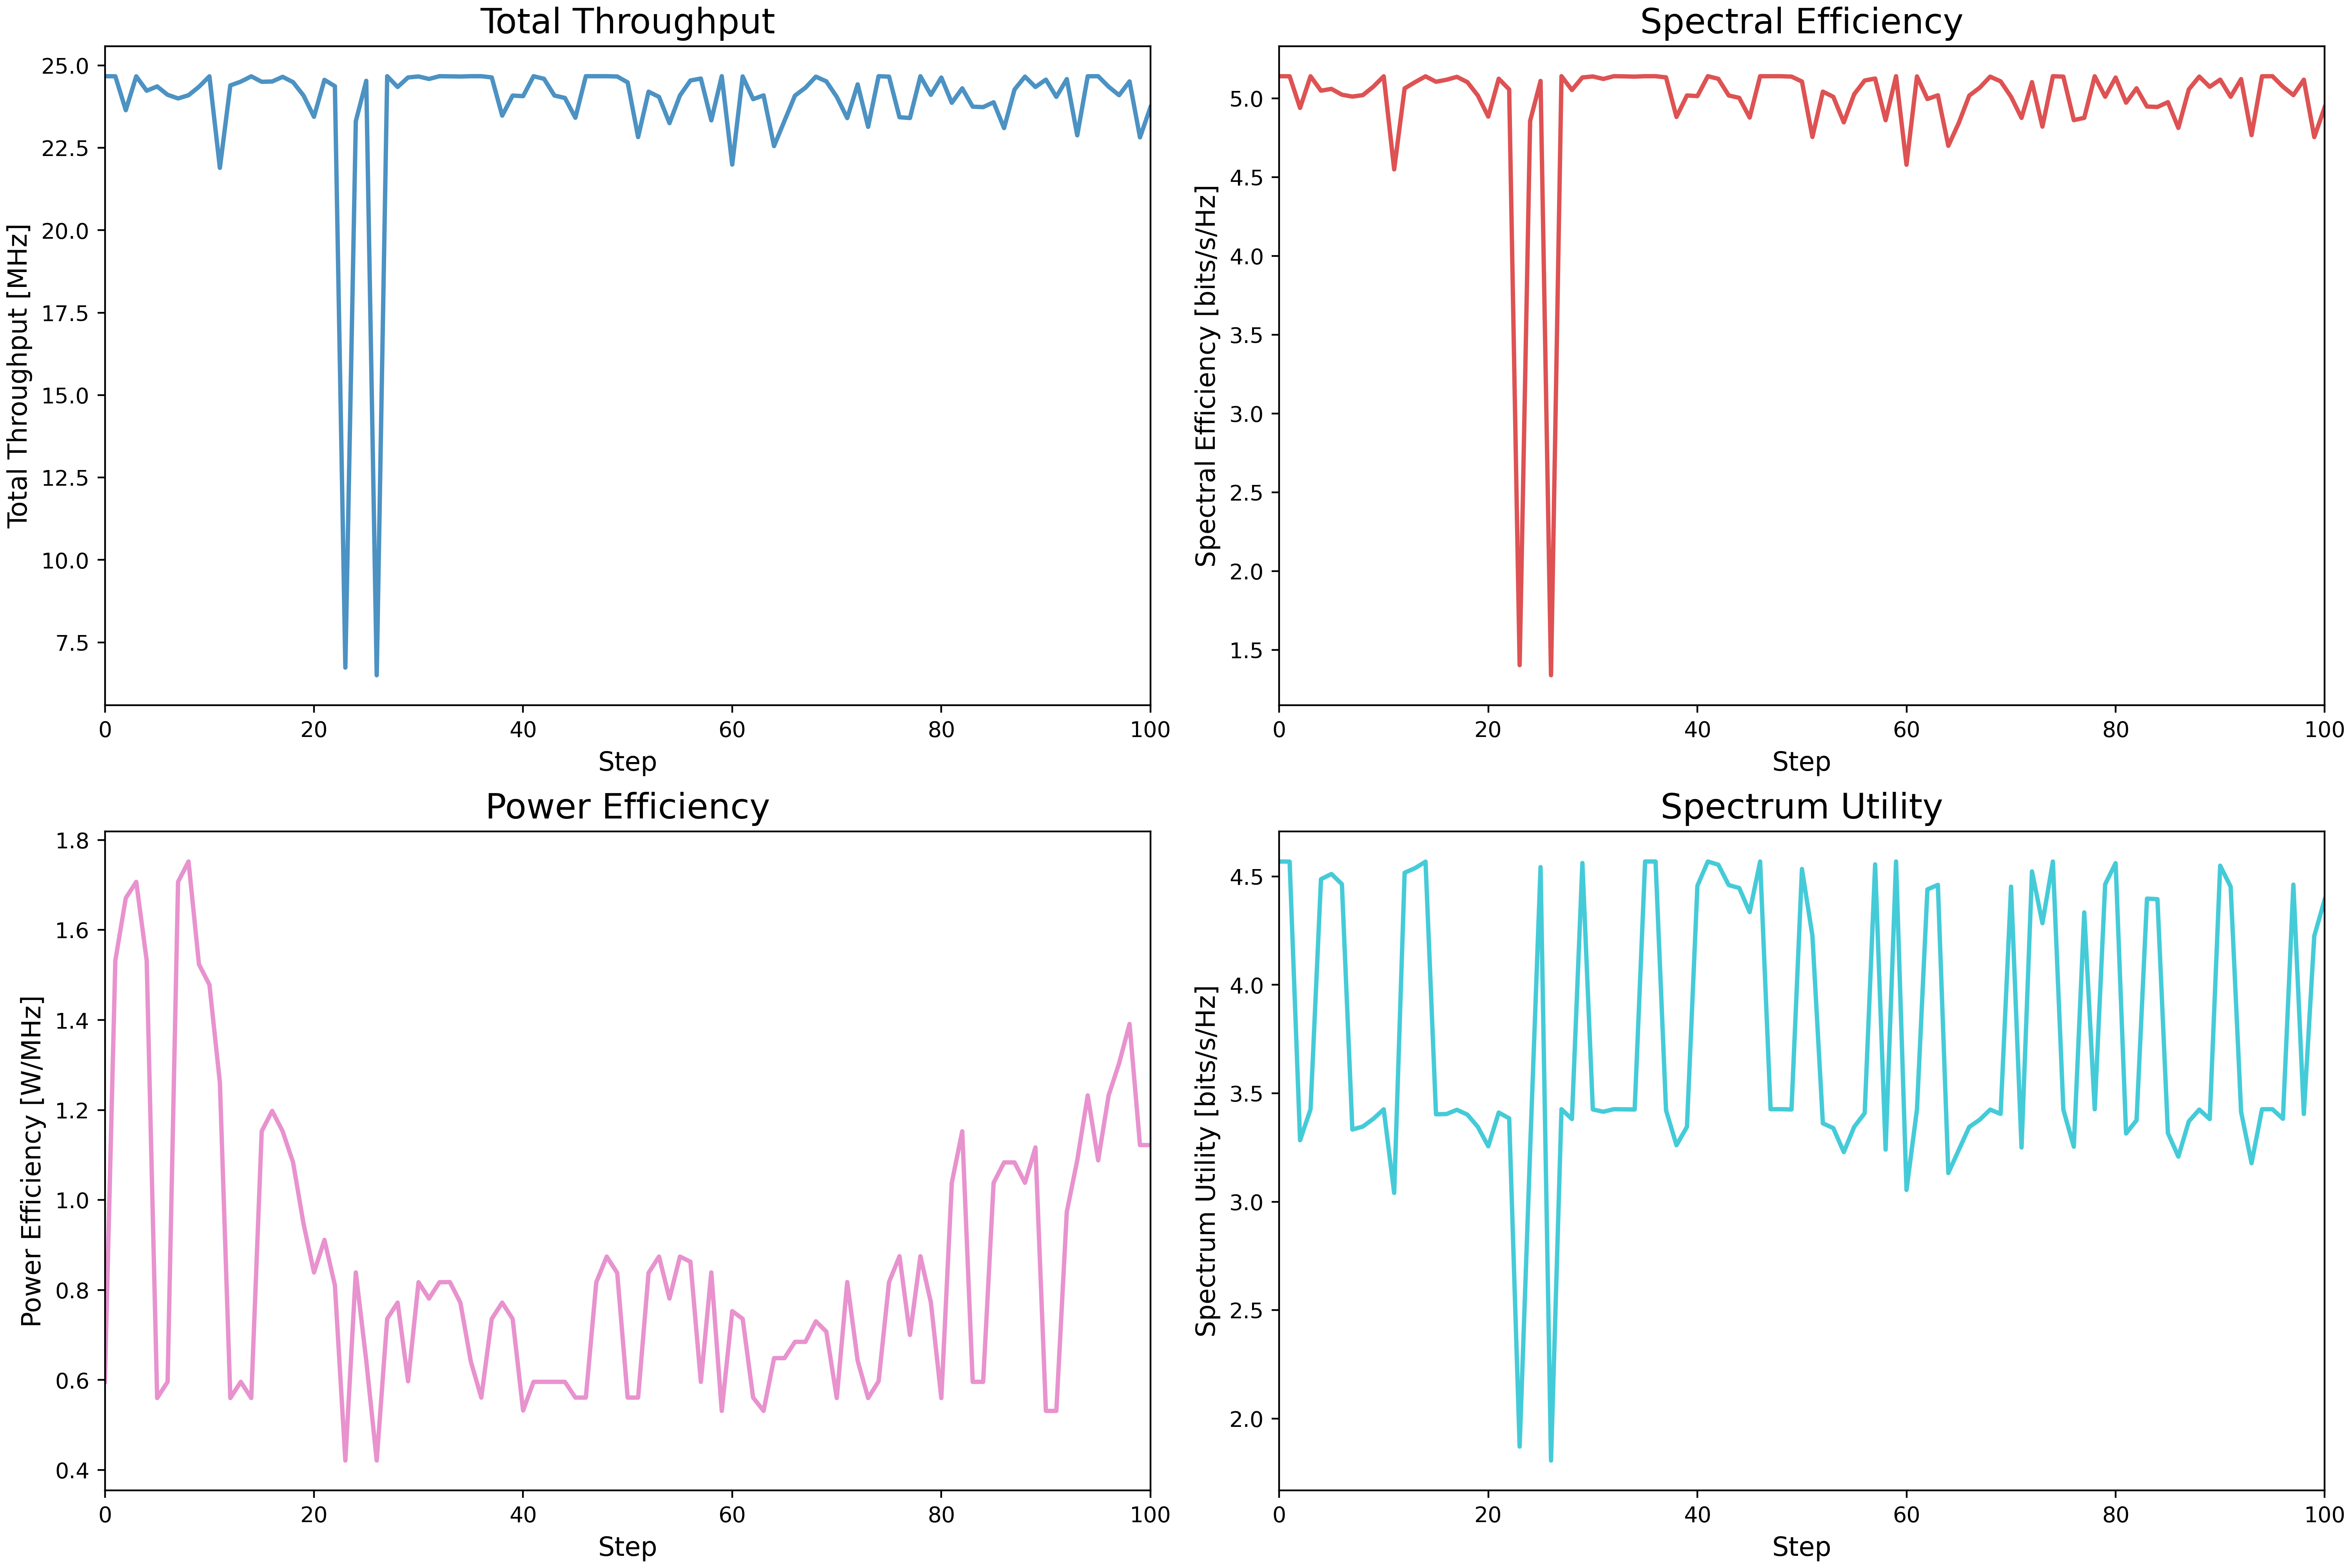 Total Throughput
Total Throughput [MHz]
25.0
22.5
20.0
17.5
15.0
12.5
10.0
7.5
0 20 40 60 80 100
Step
Spectral Efficiency
Spectral Efficiency [bits/s/Hz]
5.0
4.5
4.0
3.5
3.0
2.5
2.0
1.5
0 20 40 60 80 100
Step
Power Efficiency
Power Efficiency [W/MHz]
1.8
1.6
1.4
1.2
1.0
0.8
0.6
0.4
0 20 40 60 80 100
Step
Spectrum Utility
Spectrum Utility [bits/s/Hz]
4.5
4.0
3.5
3.0
2.5
2.0
0 20 40 60 80 100
Step